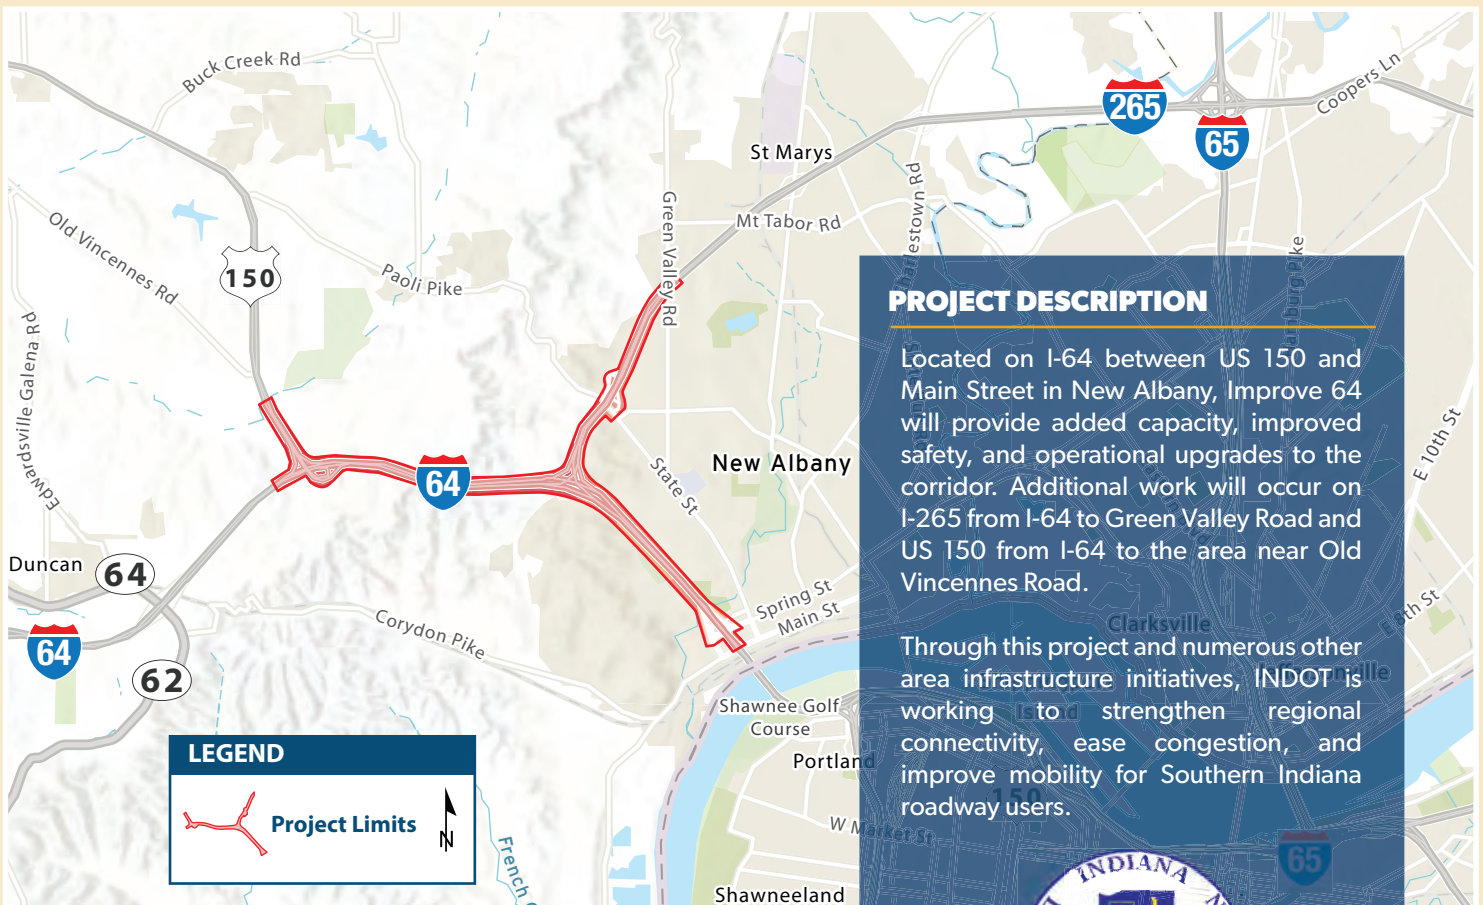 Buck Creek Rd
265
Coopers Ln
65
St Marys
Mt Tabor Rd
Green Valley Rd
Old Vincennes Rd
150
Paoli Pike
Edwardsville Galena Rd
PROJECT DESCRIPTION
Located on I-64 between US 150 and
Main Street in New Albany, Improve 64
will provide added capacity, improved
safety, and operational upgrades to the
corridor. Additional work will occur on
I-265 from I-64 to Green Valley Road and
US 150 from I-64 to the area near Old
Vincennes Road.
Through this project and numerous other
area infrastructure initiatives, INDOT is
working to strengthen regional
connectivity, ease congestion, and
improve mobility for Southern Indiana
roadway users.
E 10th St
64
New Albany
State St
Duncan
64
64
62
Corydon Pike
Spring St
Main St
Clarksville
E 8th St
Shawnee Golf
Course
Portland
150
W Market St
65
LEGEND
Project Limits
N
French
Shawneeland
INDIANA